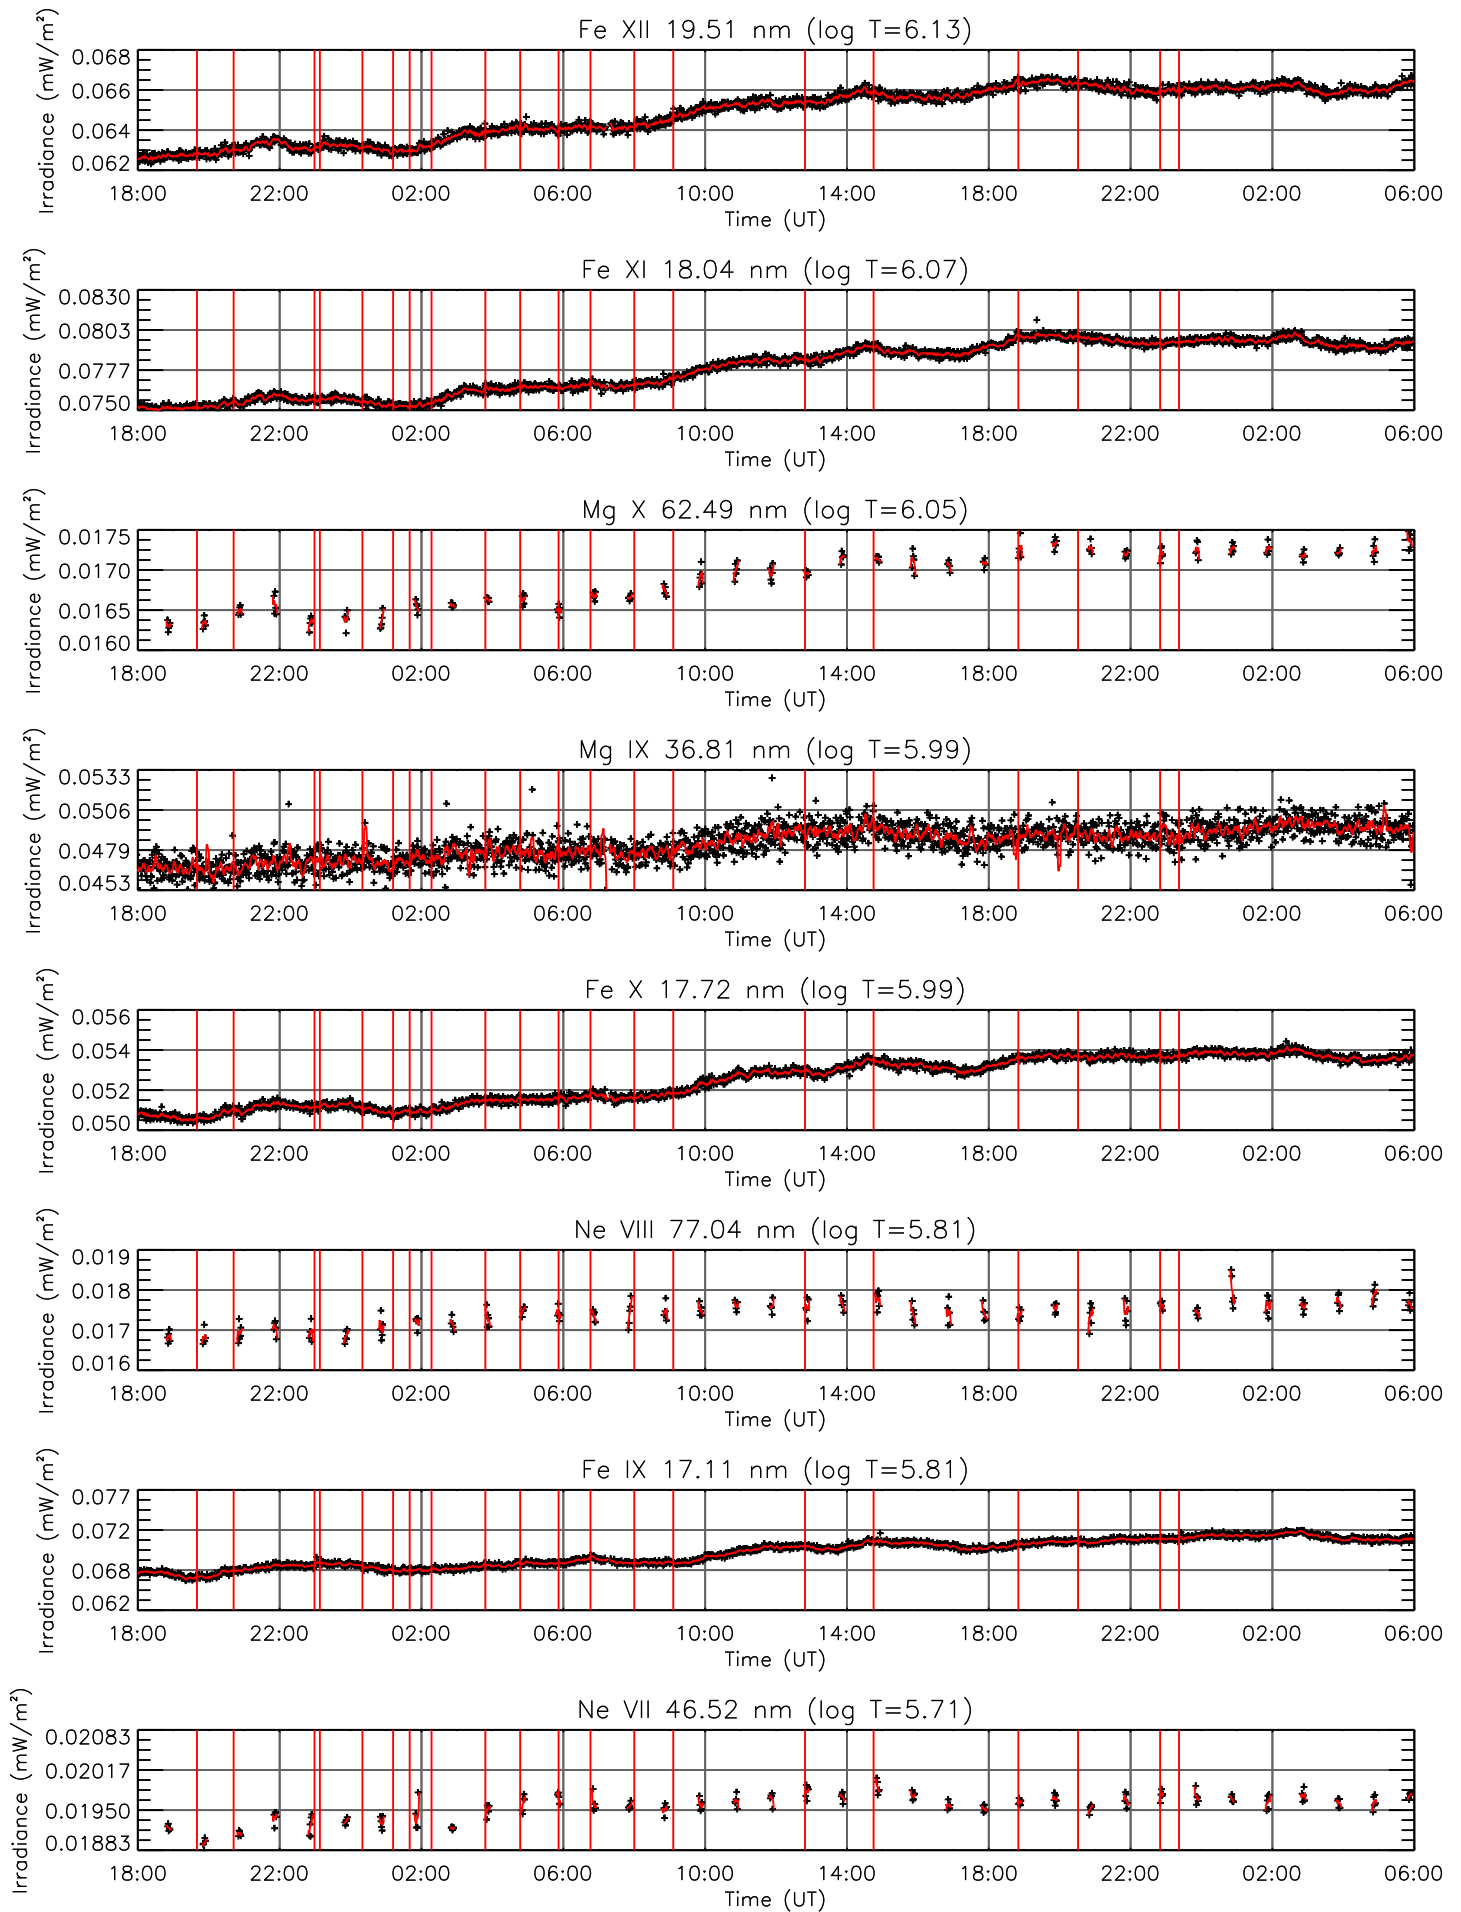 Fe XII 19.51 nm (log T=6.13)
Irradiance (mW/m²)
0.068
0.066
0.064
0.062
18:00 22:00 02:00 06:00 10:00 14:00 18:00 22:00 02:00 06:00
Time (UT)
Fe XI 18.04 nm (log T=6.07)
Irradiance (mW/m²)
0.0830
0.0803
0.0777
0.0750
18:00 22:00 02:00 06:00 10:00 14:00 18:00 22:00 02:00 06:00
Time (UT)
Mg X 62.49 nm (log T=6.05)
Irradiance (mW/m²)
0.0175
0.0170
0.0165
0.0160
18:00 22:00 02:00 06:00 10:00 14:00 18:00 22:00 02:00 06:00
Time (UT)
Mg IX 36.81 nm (log T=5.99)
Irradiance (mW/m²)
0.0533
0.0506
0.0479
0.0453
18:00 22:00 02:00 06:00 10:00 14:00 18:00 22:00 02:00 06:00
Time (UT)
Fe X 17.72 nm (log T=5.99)
Irradiance (mW/m²)
0.056
0.054
0.052
0.050
18:00 22:00 02:00 06:00 10:00 14:00 18:00 22:00 02:00 06:00
Time (UT)
Ne VIII 77.04 nm (log T=5.81)
Irradiance (mW/m²)
0.019
0.018
0.017
0.016
18:00 22:00 02:00 06:00 10:00 14:00 18:00 22:00 02:00 06:00
Time (UT)
Fe IX 17.11 nm (log T=5.81)
Irradiance (mW/m²)
0.077
0.072
0.068
0.062
18:00 22:00 02:00 06:00 10:00 14:00 18:00 22:00 02:00 06:00
Time (UT)
Ne VII 46.52 nm (log T=5.71)
Irradiance (mW/m²)
0.02083
0.02017
0.01950
0.01883
18:00 22:00 02:00 06:00 10:00 14:00 18:00 22:00 02:00 06:00
Time (UT)